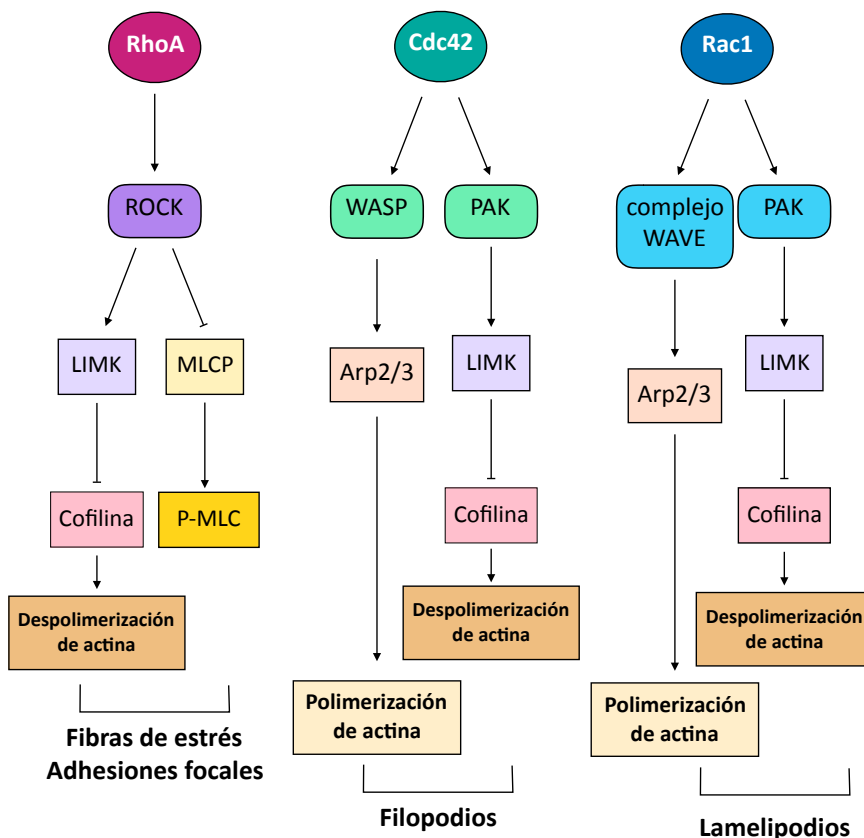 RhoA
Cdc42
Rac1
ROCK
WASP
PAK
complejo
WAVE
PAK
LIMK
MLCP
Arp2/3
LIMK
Arp2/3
LIMK
Cofilina
P-MLC
Cofilina
Cofilina
Despolimerización
de actina
Despolimerización
de actina
Despolimerización
de actina
Polimerización
de actina
Polimerización
de actina
Fibras de estrés
Adhesiones focales
Filopodios
Lamelipodios